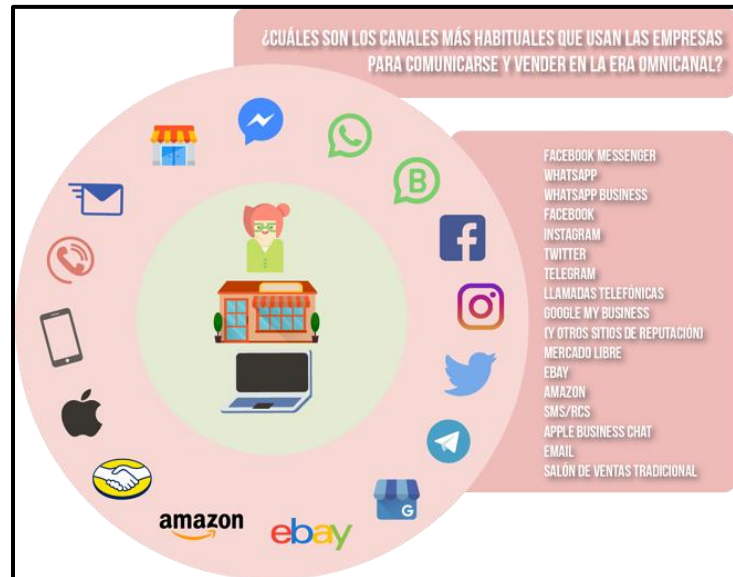 ¿CUÁLES SON LOS CANALES MÁS HABITUALES QUE USAN LAS EMPRESAS
PARA COMUNICARSE Y VENDER EN LA ERA OMNICANAL?
FACEBOOK MESSENGER
WHATSAPP
WHATSAPP BUSINESS
FACEBOOK
INSTAGRAM
TWITTER
TELEGRAM
LLAMADAS TELEFÓNICAS
GOOGLE MY BUSINESS
(Y OTROS SITIOS DE REPUTACIÓN)
MERCADO LIBRE
EBAY
AMAZON
SMS/RCS
APPLE BUSINESS CHAT
EMAIL
SALÓN DE VENTAS TRADICIONAL
B
f
G
amazon
ebay